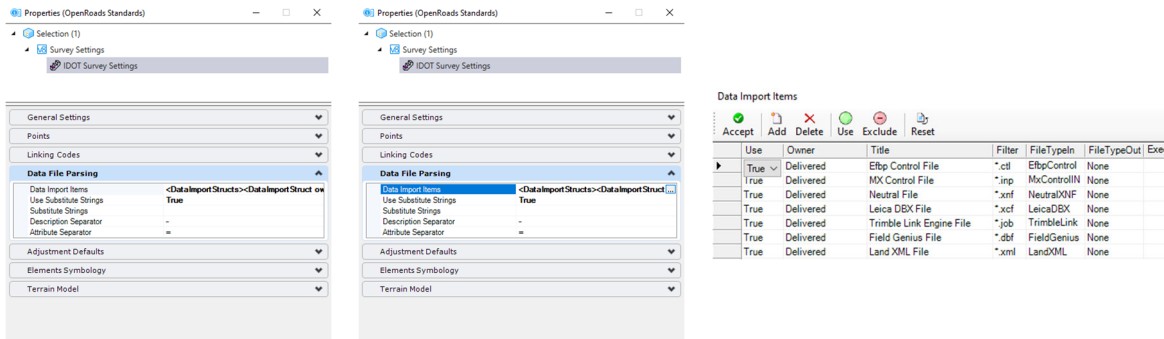 Properties (OpenRoads Standards)
Selection (1)
Survey Settings
IDOT Survey Settings
General Settings
Points
Linking Codes
Data File Parsing
Data Import Items <DataImportStructs><DataImportStruct ow
Use Substitute Strings True
Substitute Strings
Description Separator -
Attribute Separator =
Adjustment Defaults
Elements Symbology
Terrain Model
Properties (OpenRoads Standards)
Selection (1)
Survey Settings
IDOT Survey Settings
General Settings
Points
Linking Codes
Data File Parsing
Data Import Items <DataImportStructs><DataImportStruct ...
Use Substitute Strings True
Substitute Strings
Description Separator -
Attribute Separator =
Adjustment Defaults
Elements Symbology
Terrain Model
Data Import Items
Accept Add Delete Use Exclude Reset
Use Owner Title Filter FileTypeIn FileTypeOut Exe
True Delivered Efbp Control File *.ctl EfbpControl None
True Delivered MX Control File *.inp MxControlIN None
True Delivered Neutral File *.xnf NeutralXNF None
True Delivered Leica DBX File *.xcf LeicaDBX None
True Delivered Trimble Link Engine File *.job TrimbleLink None
True Delivered Field Genius File *.dbf FieldGenius None
True Delivered Land XML File *.xml LandXML None